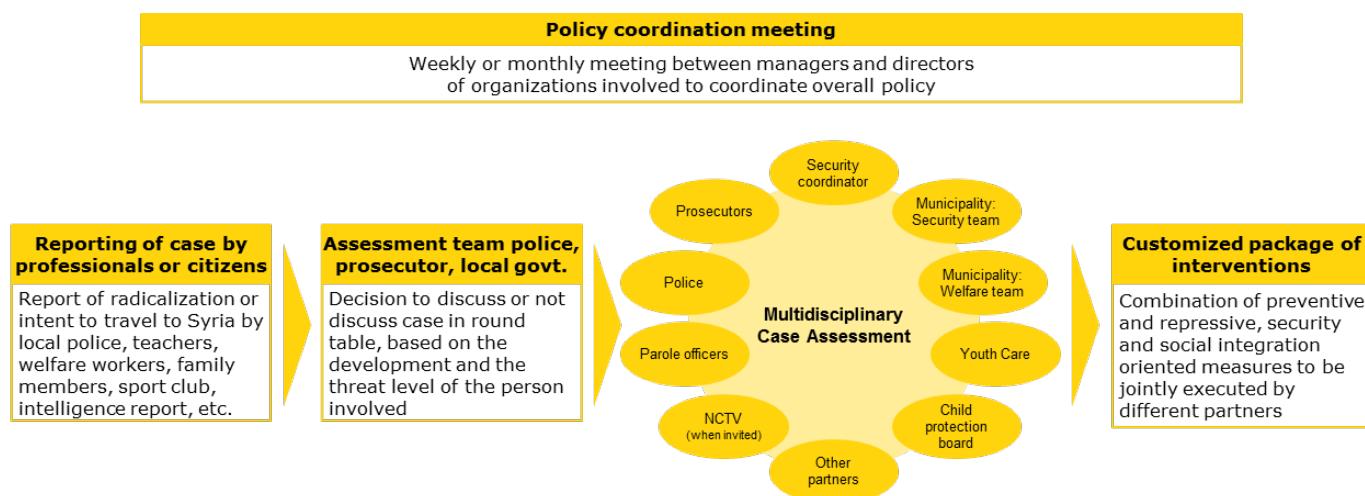 Policy coordination meeting
Weekly or monthly meeting between managers and directors
of organizations involved to coordinate overall policy
Reporting of case by
professionals or citizens
Report of radicalization or
intent to travel to Syria by
local police, teachers,
welfare workers, family
members, sport club,
intelligence report, etc.
Assessment team police,
prosecutor, local govt.
Decision to discuss or not
discuss case in round
table, based on the
development and the
threat level of the person
involved
Security
coordinator
Prosecutors
Municipality:
Security team
Police
Municipality:
Welfare team
Multidisciplinary
Case Assessment
Parole officers
Youth Care
NCTV
(when invited)
Child
protection
board
Other
partners
Customized package of
interventions
Combination of preventive
and repressive, security
and social integration
oriented measures to be
jointly executed by
different partners